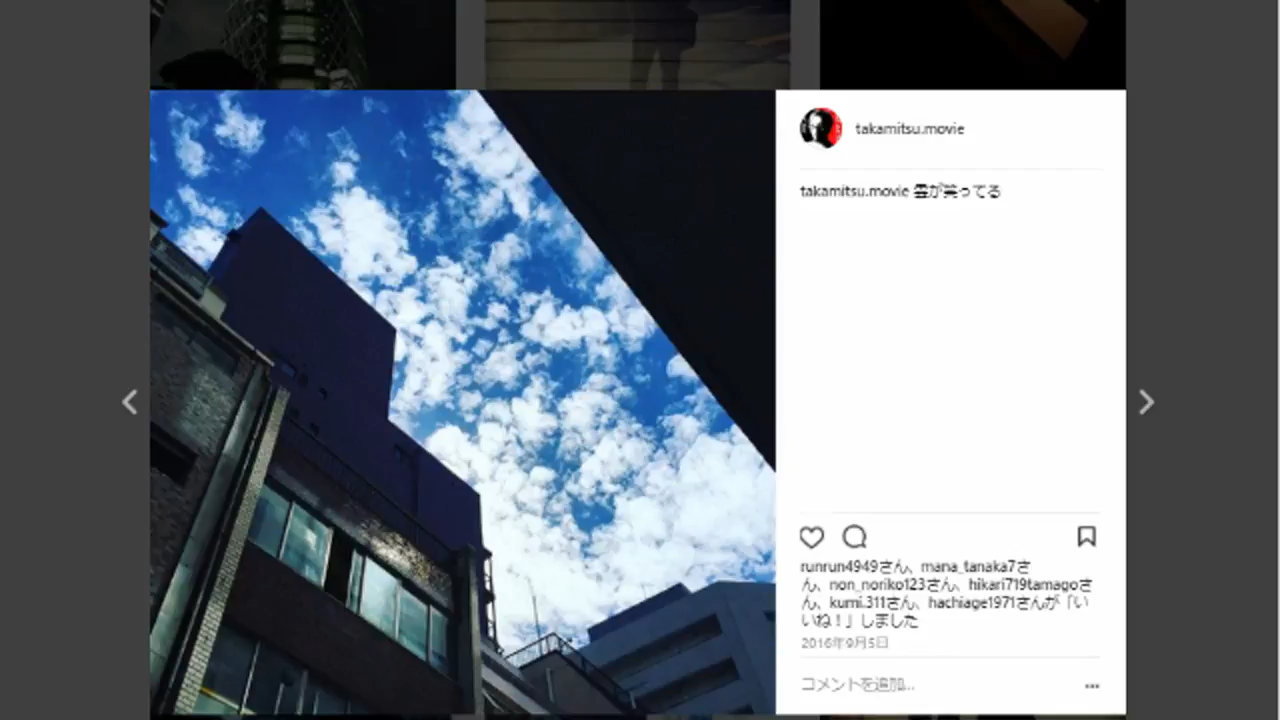 takamitsu.movie
takamitsu.movie 雲が笑ってる
runrun4949さん、mana_tanaka7さ
ん、non_noriko123さん、hikari719tamagoさ
ん、kumi.311さん、hachiage1971さんが「い
いね！」しました
2016年9月5日
コメントを追加...